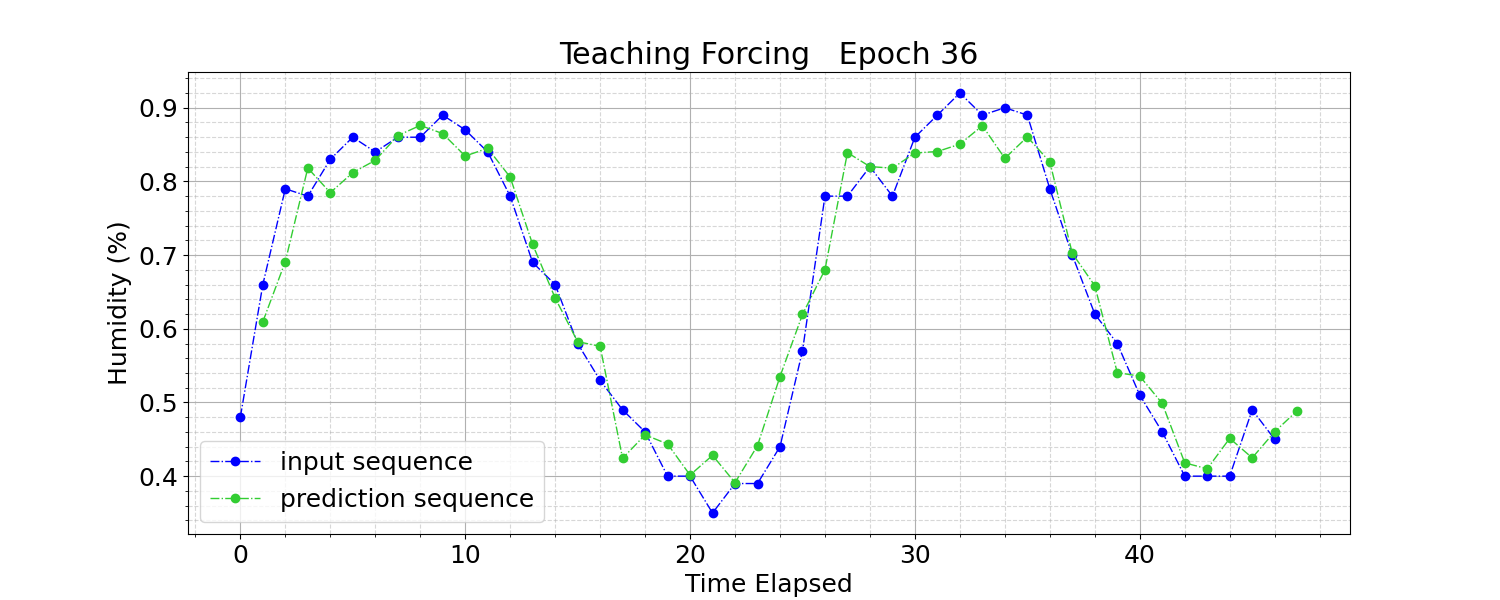 Teaching Forcing   Epoch 36
Humidity (%)
0.9
0.8
0.7
0.6
0.5
0.4
input sequence
prediction sequence
0 10 20 30 40
Time Elapsed